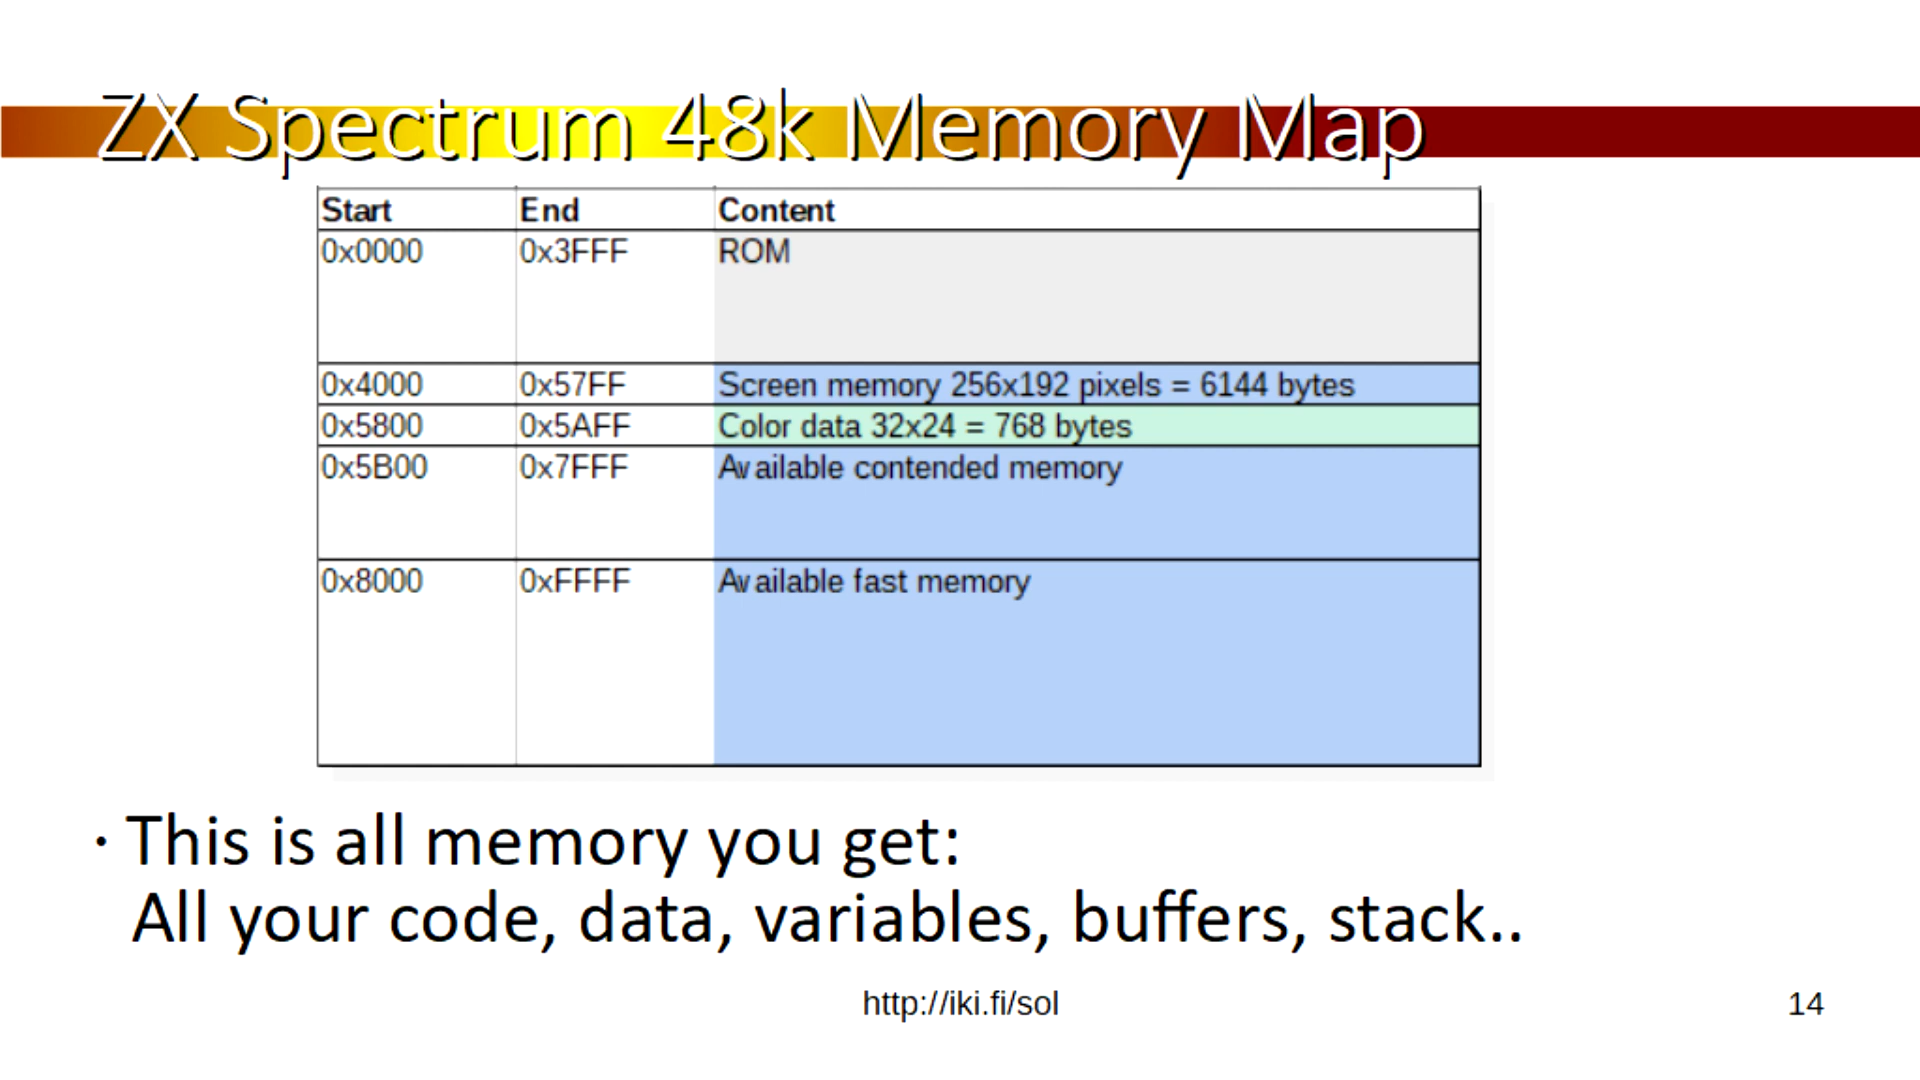 ZX Spectrum 48k Memory Map
Start End Content
0x0000 0x3FFF ROM
0x4000 0x57FF Screen memory 256x192 pixels = 6144 bytes
0x5800 0x5AFF Color data 32x24 = 768 bytes
0x5B00 0x7FFF Available contended memory
0x8000 0xFFFF Available fast memory
· This is all memory you get:
All your code, data, variables, buffers, stack..
http://iki.fi/sol
14